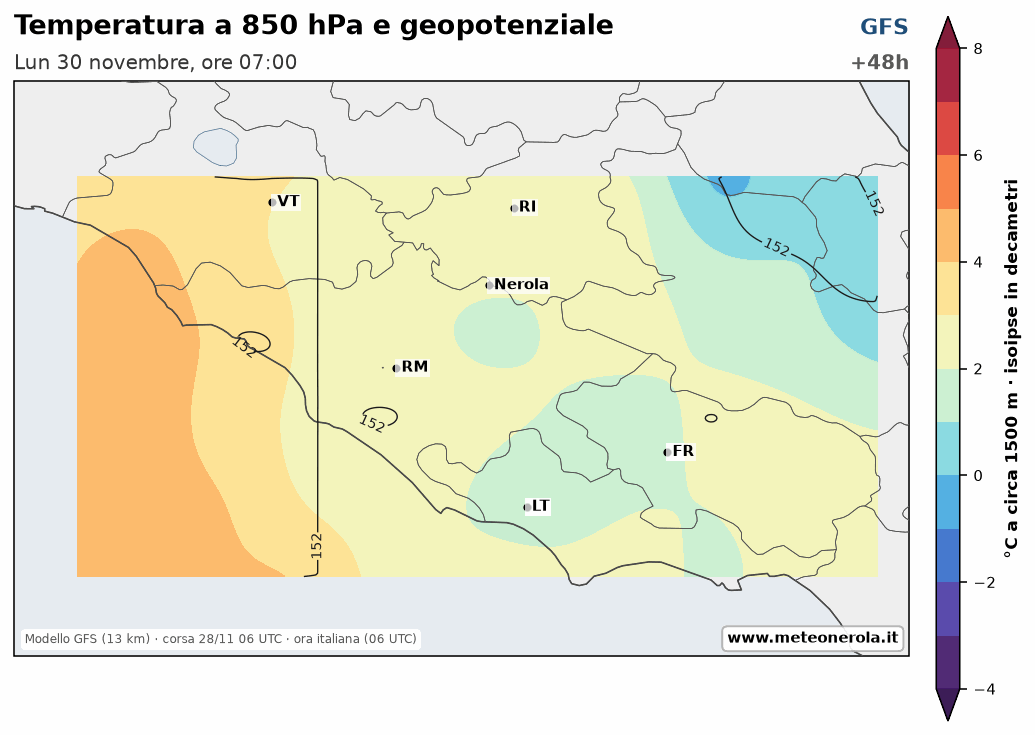 Temperatura a 850 hPa e geopotenziale
GFS
Lun 30 novembre, ore 07:00
+48h
VT
RI
152
152
Nerola
152
RM
152
FR
LT
152
Modello GFS (13 km) · corsa 28/11 06 UTC · ora italiana (06 UTC)
www.meteonerola.it
8
6
4
2
0
−2
−4
°C a circa 1500 m · isoipse in decametri